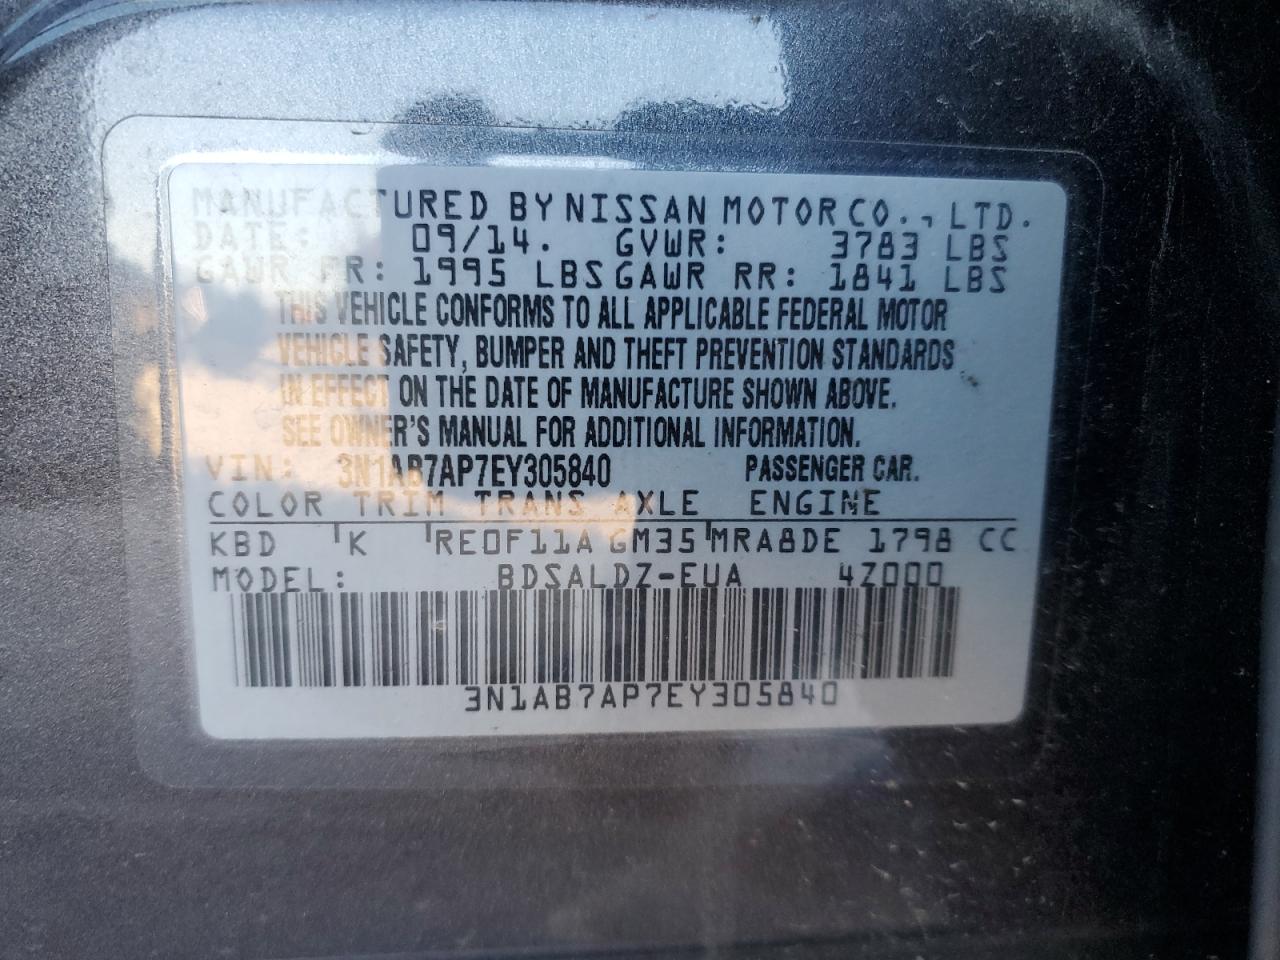 MANUFACTURED BY NISSAN MOTOR CO., LTD.
DATE: 09/14. GVWR: 3783 LBS
GAWR FR: 1995 LBS GAWR RR: 1841 LBS
THIS VEHICLE CONFORMS TO ALL APPLICABLE FEDERAL MOTOR
VEHICLE SAFETY, BUMPER AND THEFT PREVENTION STANDARDS
IN EFFECT ON THE DATE OF MANUFACTURE SHOWN ABOVE.
SEE OWNER'S MANUAL FOR ADDITIONAL INFORMATION.
VIN: 3N1AB7AP7EY305840 PASSENGER CAR.
COLOR TRIM TRANS AXLE ENGINE
KBD K RE0F11A GM35 MRA8DE 1798 CC
MODEL: BDSALDZ-EUA 4Z000
3N1AB7AP7EY305840